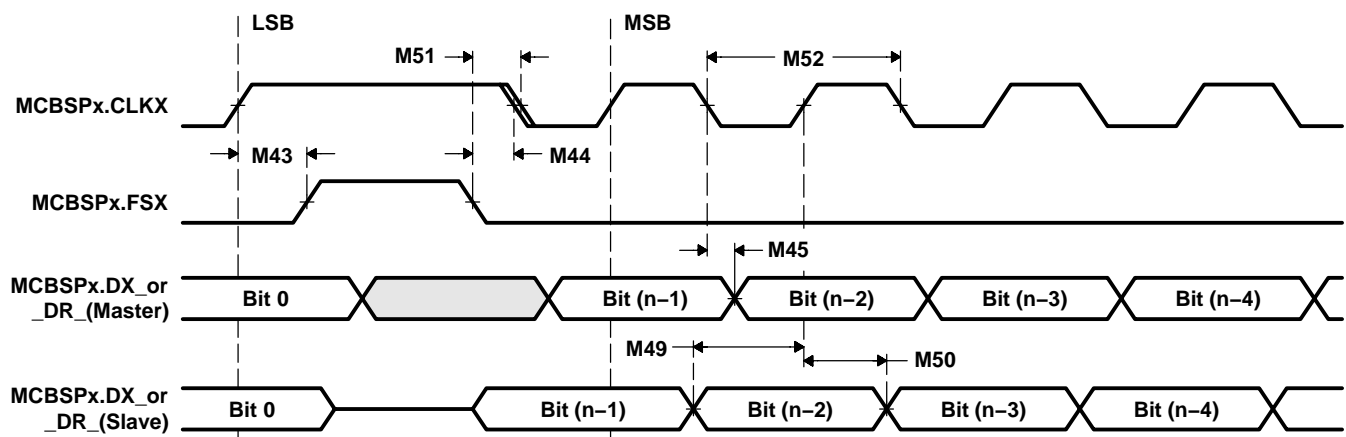 LSB
MSB
M51
M52
MCBSPx.CLKX
M43
M44
MCBSPx.FSX
M45
MCBSPx.DX_or
_DR_(Master)
Bit 0
Bit (n–1)
Bit (n–2)
Bit (n–3)
Bit (n–4)
M49
M50
MCBSPx.DX_or
_DR_(Slave)
Bit 0
Bit (n–1)
Bit (n–2)
Bit (n–3)
Bit (n–4)